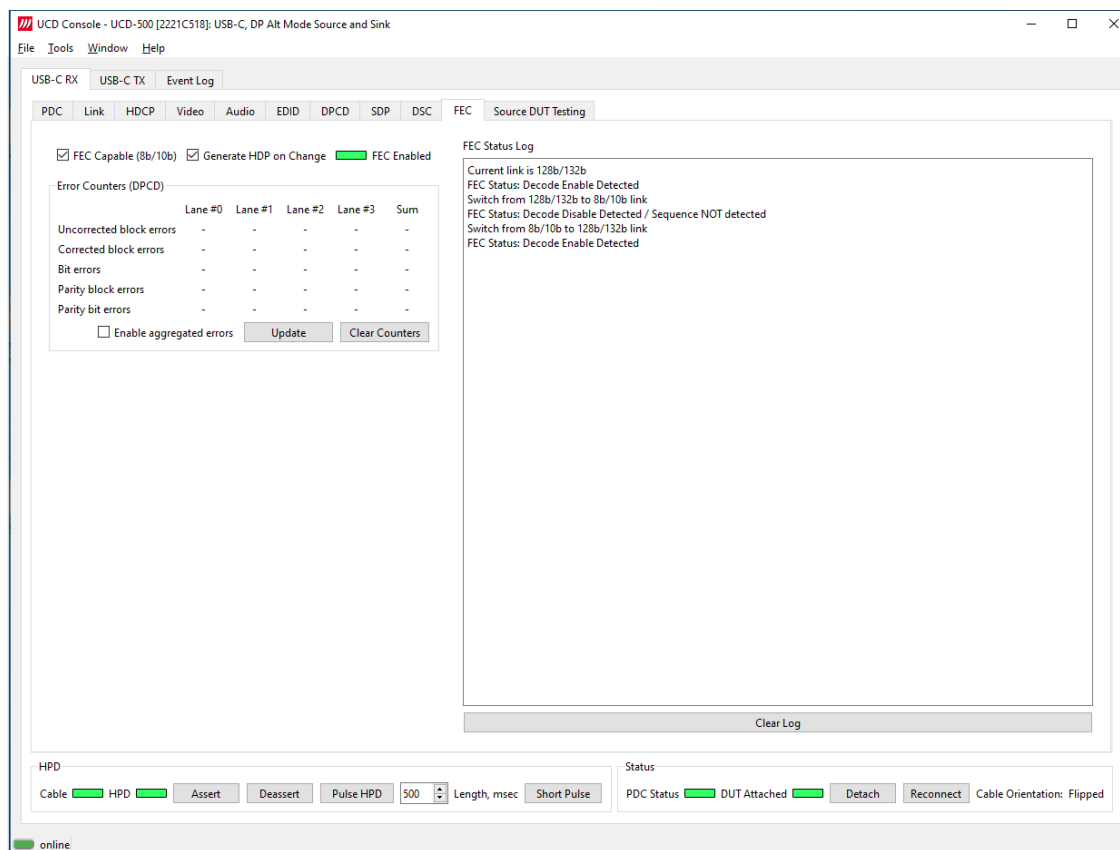 UCD Console - UCD-500 [2221C518]: USB-C, DP Alt Mode Source and Sink
File Tools Window Help
USB-C RX USB-C TX Event Log
PDC Link HDCP Video Audio EDID DPCD SDP DSC FEC Source DUT Testing
FEC Capable (8b/10b) Generate HDP on Change FEC Enabled
Error Counters (DPCD)
Lane #0 Lane #1 Lane #2 Lane #3 Sum
Uncorrected block errors - - - - -
Corrected block errors - - - - -
Bit errors - - - - -
Parity block errors - - - - -
Parity bit errors - - - - -
Enable aggregated errors Update Clear Counters
FEC Status Log
Current link is 128b/132b
FEC Status: Decode Enable Detected
Switch from 128b/132b to 8b/10b link
FEC Status: Decode Disable Detected / Sequence NOT detected
Switch from 8b/10b to 128b/132b link
FEC Status: Decode Enable Detected
Clear Log
HPD
Cable HPD Assert Deassert Pulse HPD 500 Length, msec Short Pulse
Status
PDC Status DUT Attached Detach Reconnect Cable Orientation: Flipped
online